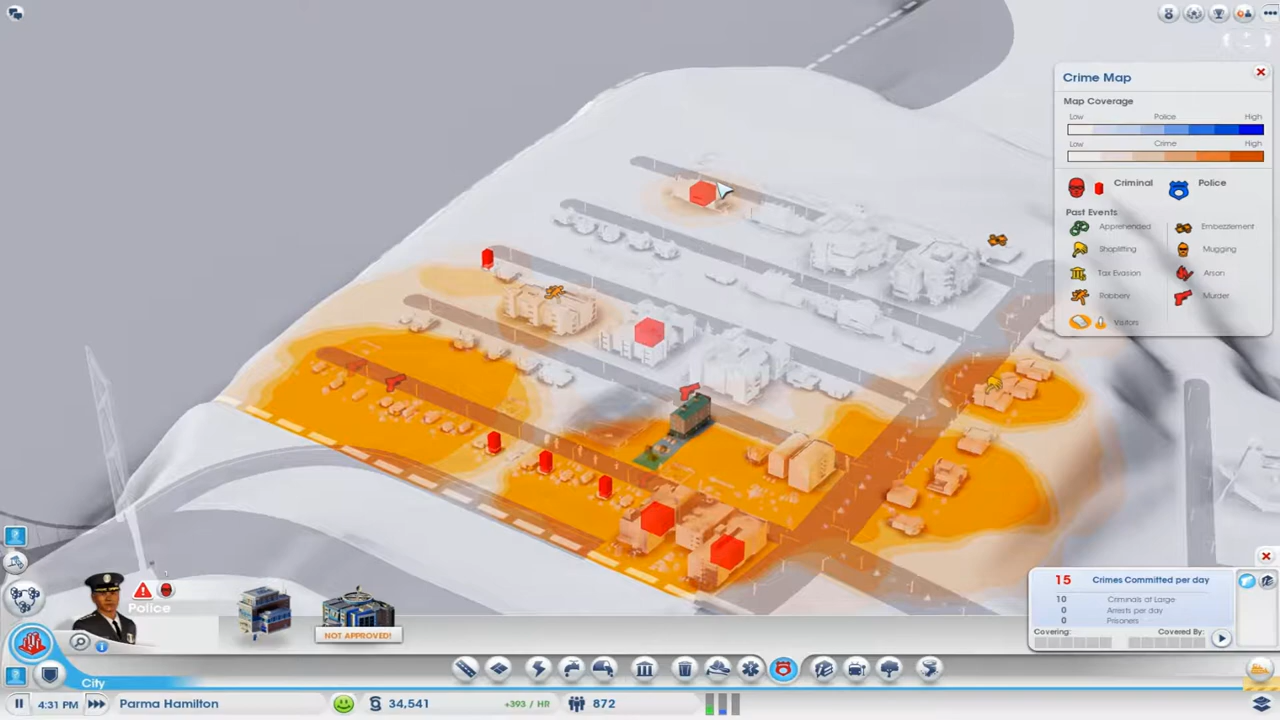 Crime Map
Map Coverage
Low Police High
Low Crime High
Criminal Police
Past Events
Apprehended Embezzlement
Shoplifting Mugging
Tax Evasion Arson
Robbery Murder
Visitors
15 Crimes Committed per day
10 Criminals at Large
0 Arrests per day
0 Prisoners
Covering: Covered By:
1
Police
NOT APPROVED!
City
4:31 PM Parma Hamilton 34,541 +393 / HR 872